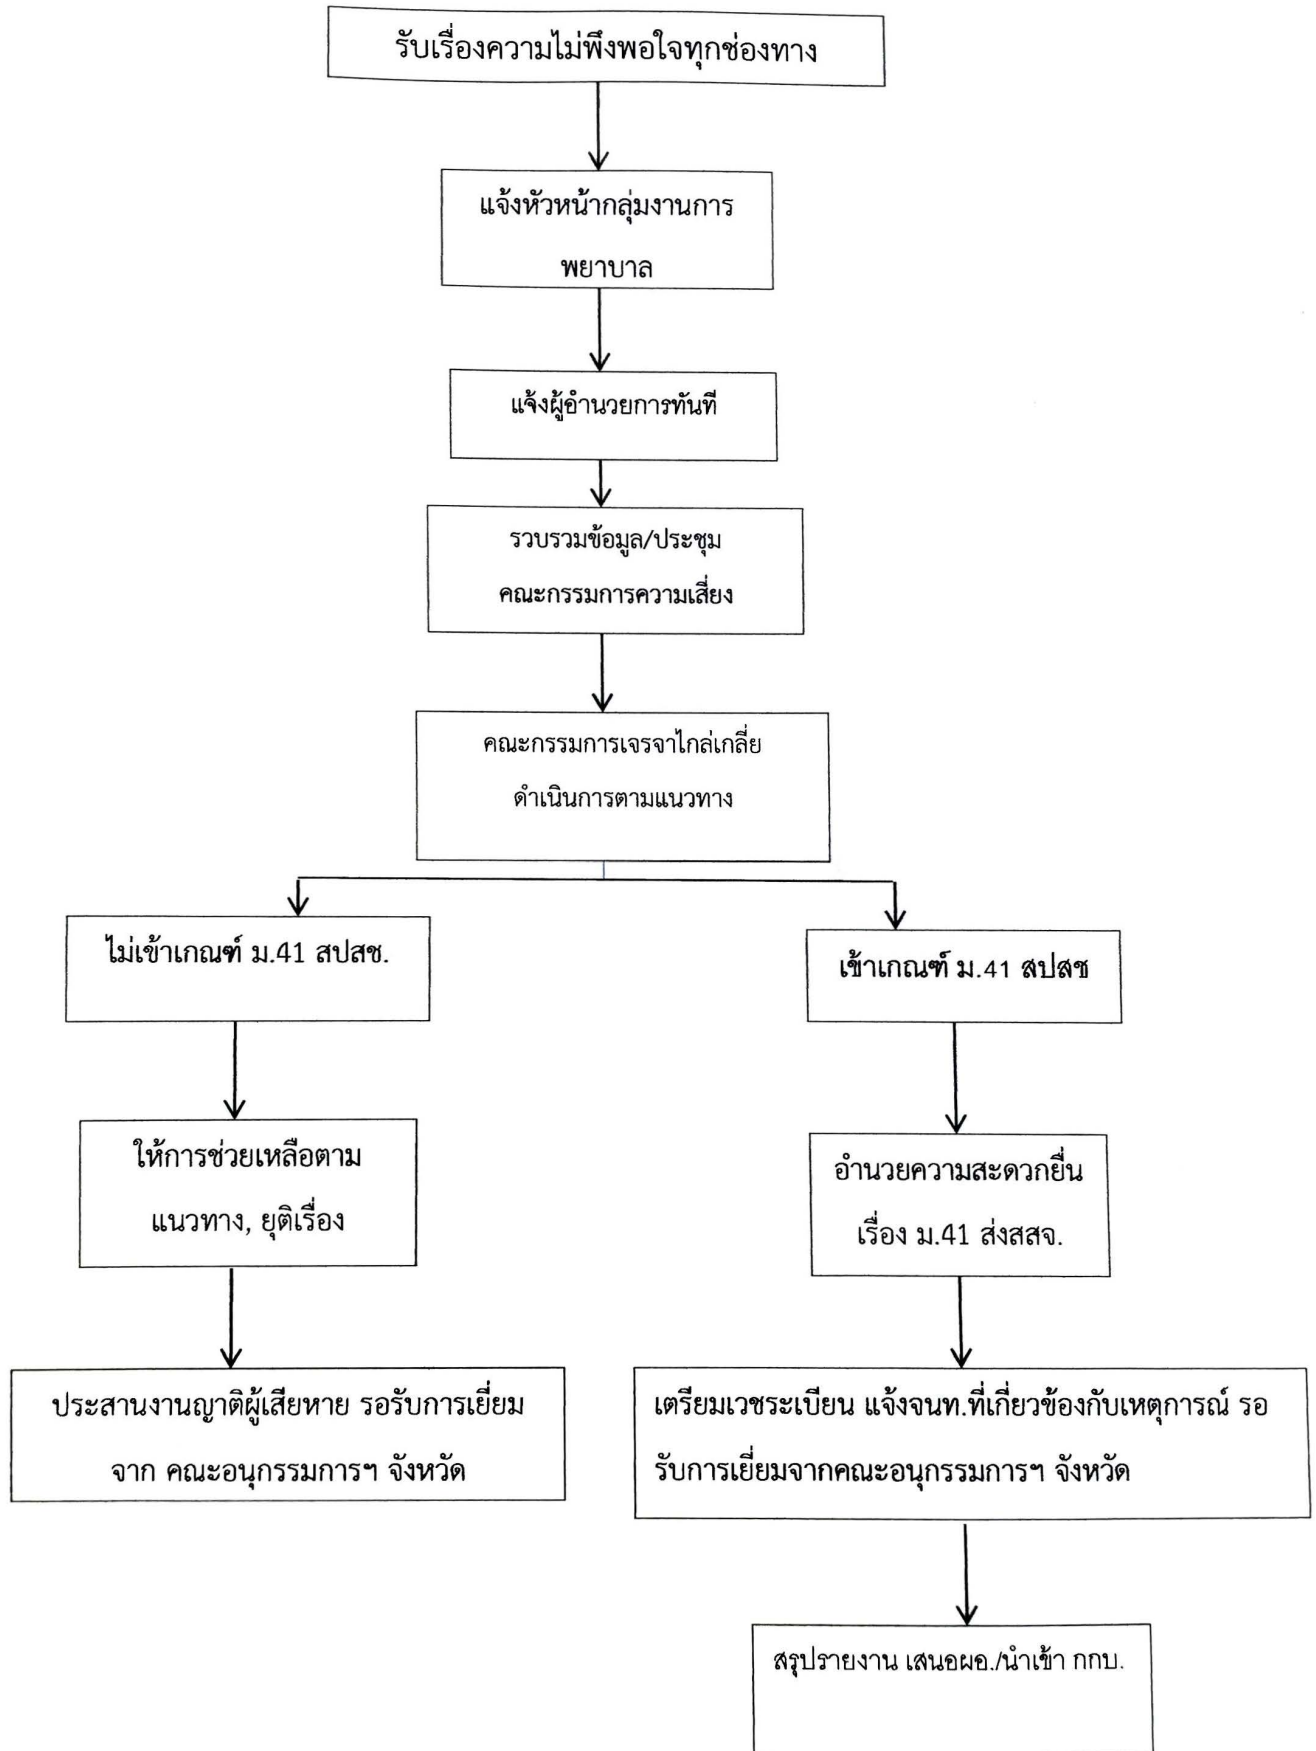 รับเรื่องความไม่พึงพอใจทุกช่องทาง
แจ้งหัวหน้ากลุ่มงานการ
พยาบาล
แจ้งผู้อำนวยการทันที
รวบรวมข้อมูล/ประชุม
คณะกรรมการความเสี่ยง
คณะกรรมการเจรจาไกล่เกลี่ย
ดำเนินการตามแนวทาง
ไม่เข้าเกณฑ์ ม.41 สปสช.
เข้าเกณฑ์ ม.41 สปสช
ให้การช่วยเหลือตาม
แนวทาง, ยุติเรื่อง
อำนวยความสะดวกยื่น
เรื่อง ม.41 ส่งสสจ.
ประสานงานญาติผู้เสียหาย รอรับการเยี่ยม
จาก คณะอนุกรรมการฯ จังหวัด
เตรียมเวชระเบียน แจ้งจนท.ที่เกี่ยวข้องกับเหตุการณ์ รอ
รับการเยี่ยมจากคณะอนุกรรมการฯ จังหวัด
สรุปรายงาน เสนอผอ./นำเข้า กกบ.